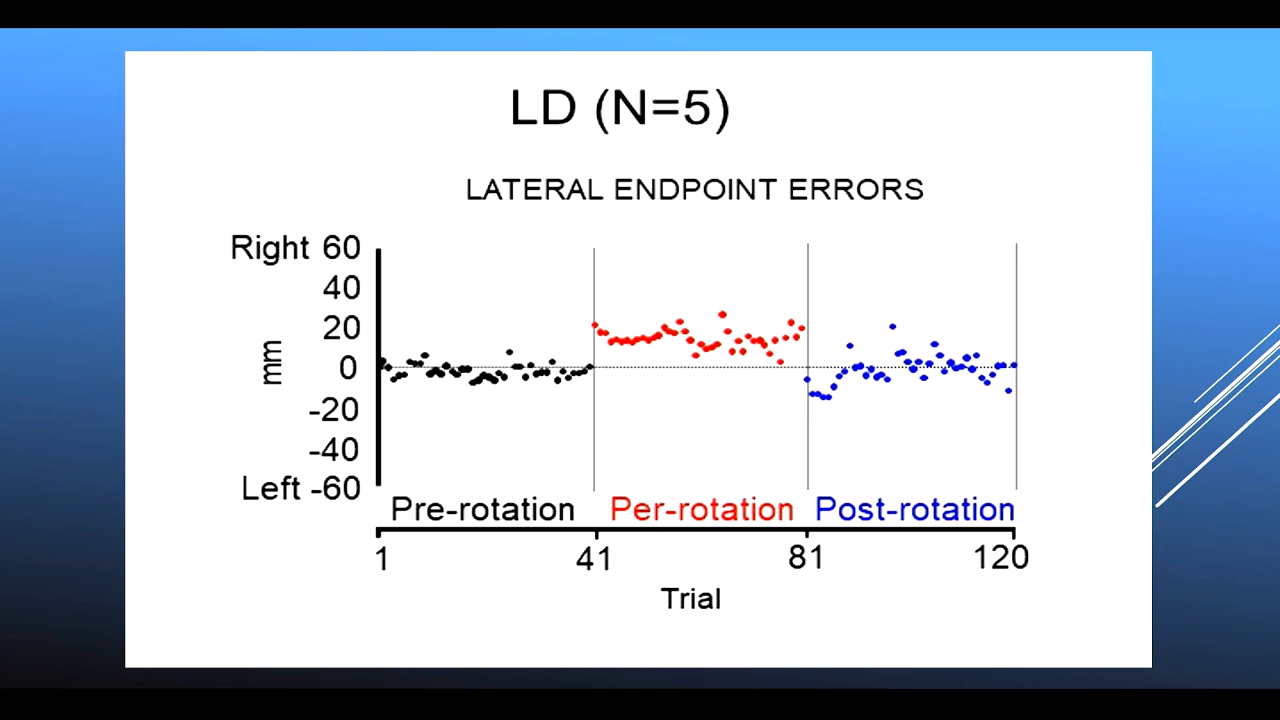 LD (N=5)
LATERAL ENDPOINT ERRORS
Right 60
40
20
0
-20
-40
Left -60
mm
Pre-rotation Per-rotation Post-rotation
1 41 81 120
Trial